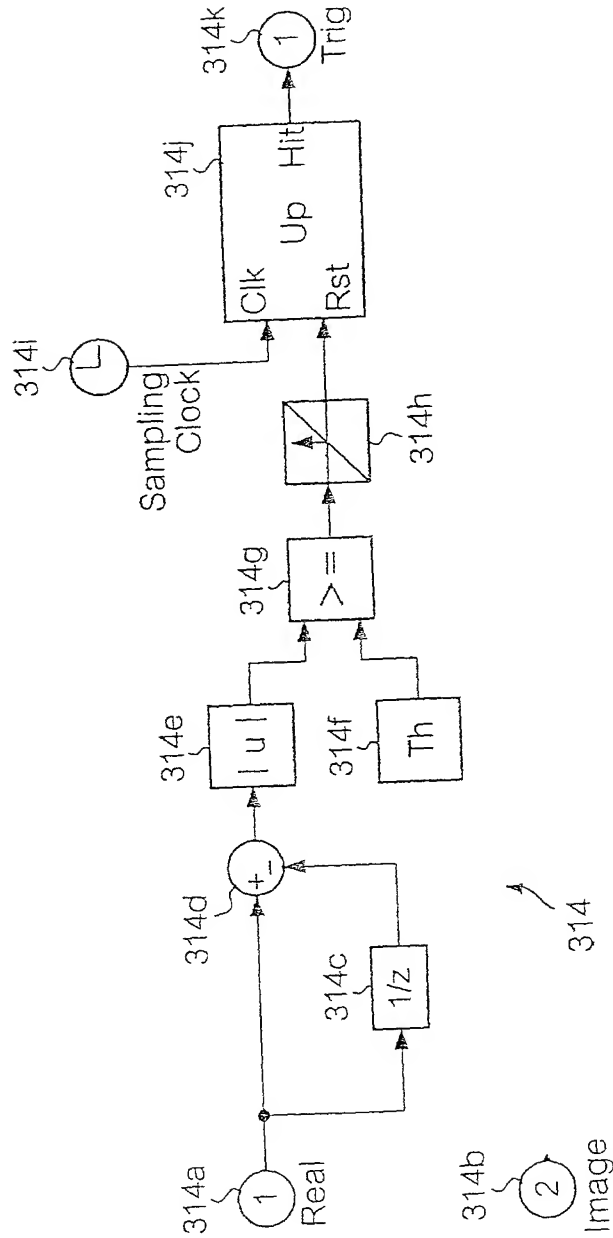 314a
1
Real
314b
2
Image
314c
1/z
314d
+
−
314e
| u |
314f
Th
314g
> =
314h
314i
Sampling
Clock
314j
Clk
Up
Hit
Rst
314k
1
Trig
314